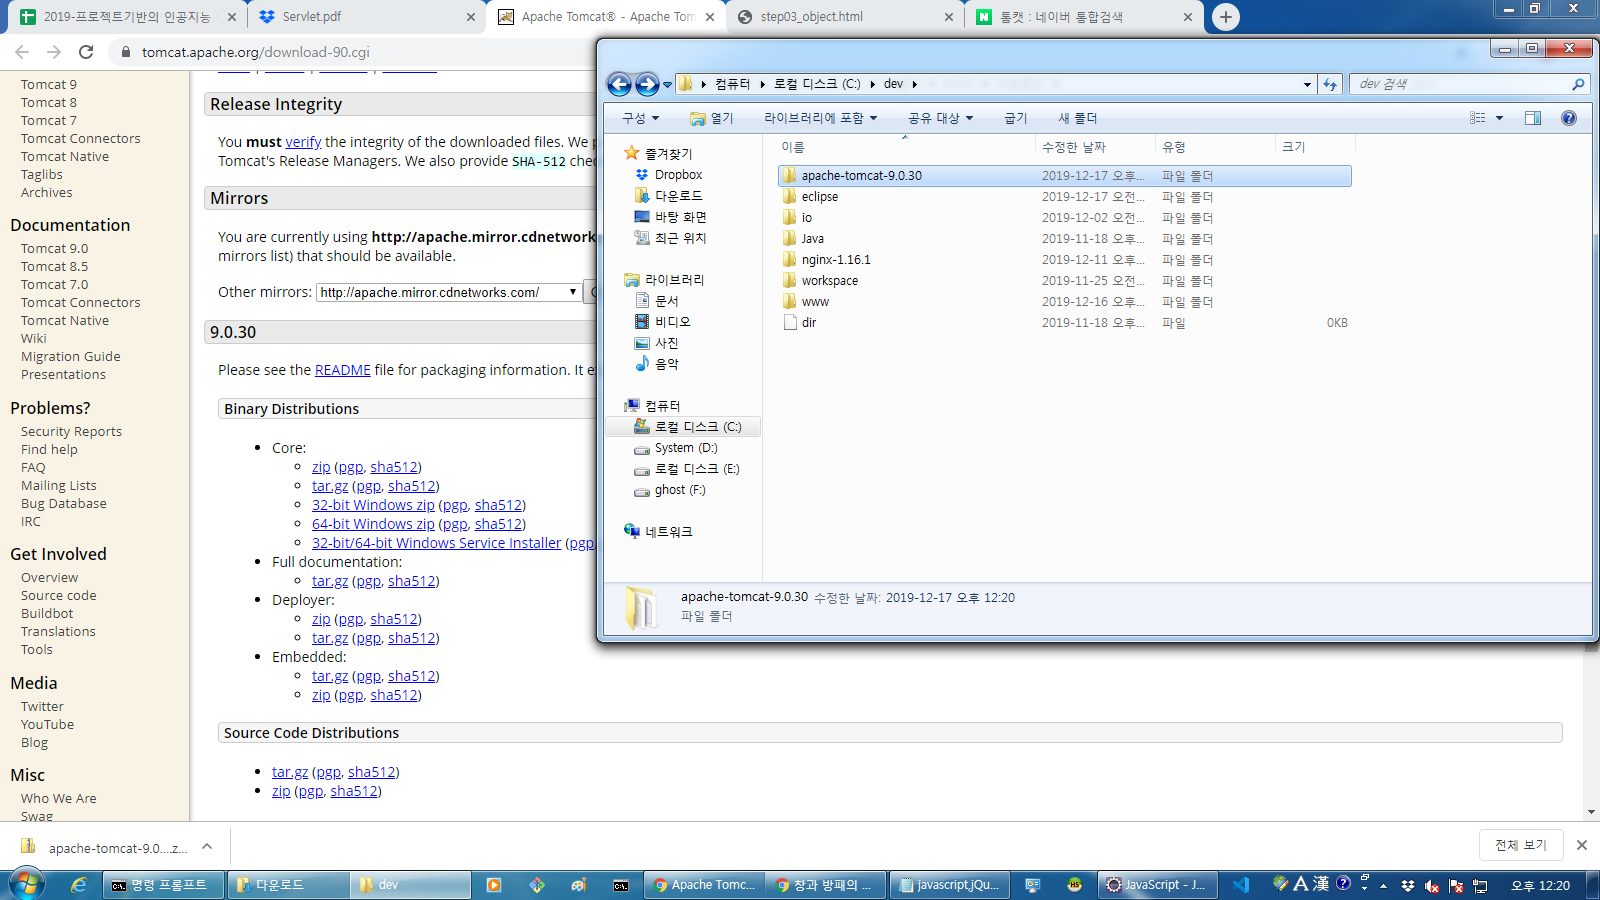 2019-프로젝트기반의 인공지능
Servlet.pdf
Apache Tomcat® - Apache Tom
step03_object.html
톰캣 : 네이버 통합검색
tomcat.apache.org/download-90.cgi
Tomcat 9
Tomcat 8
Tomcat 7
Tomcat Connectors
Tomcat Native
Taglibs
Archives
Documentation
Tomcat 9.0
Tomcat 8.5
Tomcat 7.0
Tomcat Connectors
Tomcat Native
Wiki
Migration Guide
Presentations
Problems?
Security Reports
Find help
FAQ
Mailing Lists
Bug Database
IRC
Get Involved
Overview
Source code
Buildbot
Translations
Tools
Media
Twitter
YouTube
Blog
Misc
Who We Are
Swag
Release Integrity
You must verify the integrity of the downloaded files. We p
Tomcat's Release Managers. We also provide SHA-512 chec
Mirrors
You are currently using http://apache.mirror.cdnetwork
mirrors list) that should be available.
Other mirrors: http://apache.mirror.cdnetworks.com/
9.0.30
Please see the README file for packaging information. It e
Binary Distributions
Core:
zip (pgp, sha512)
tar.gz (pgp, sha512)
32-bit Windows zip (pgp, sha512)
64-bit Windows zip (pgp, sha512)
32-bit/64-bit Windows Service Installer (pgp,
Full documentation:
tar.gz (pgp, sha512)
Deployer:
zip (pgp, sha512)
tar.gz (pgp, sha512)
Embedded:
tar.gz (pgp, sha512)
zip (pgp, sha512)
Source Code Distributions
tar.gz (pgp, sha512)
zip (pgp, sha512)
컴퓨터 로컬 디스크 (C:) dev
dev 검색
구성 열기 라이브러리에 포함 공유 대상 굽기 새 폴더
즐겨찾기
Dropbox
다운로드
바탕 화면
최근 위치
라이브러리
문서
비디오
사진
음악
컴퓨터
로컬 디스크 (C:)
System (D:)
로컬 디스크 (E:)
ghost (F:)
네트워크
이름 수정한 날짜 유형 크기
apache-tomcat-9.0.30 2019-12-17 오후... 파일 폴더
eclipse 2019-12-17 오전... 파일 폴더
io 2019-12-02 오전... 파일 폴더
Java 2019-11-18 오후... 파일 폴더
nginx-1.16.1 2019-12-11 오후... 파일 폴더
workspace 2019-11-25 오전... 파일 폴더
www 2019-12-16 오후... 파일 폴더
dir 2019-11-18 오후... 파일 0KB
apache-tomcat-9.0.30 수정한 날짜: 2019-12-17 오후 12:20
파일 폴더
apache-tomcat-9.0....z...
전체 보기
명령 프롬프트
다운로드
dev
Apache Tomc...
창과 방패의 ...
javascript,jQu...
JavaScript - J...
A 漢
오후 12:20